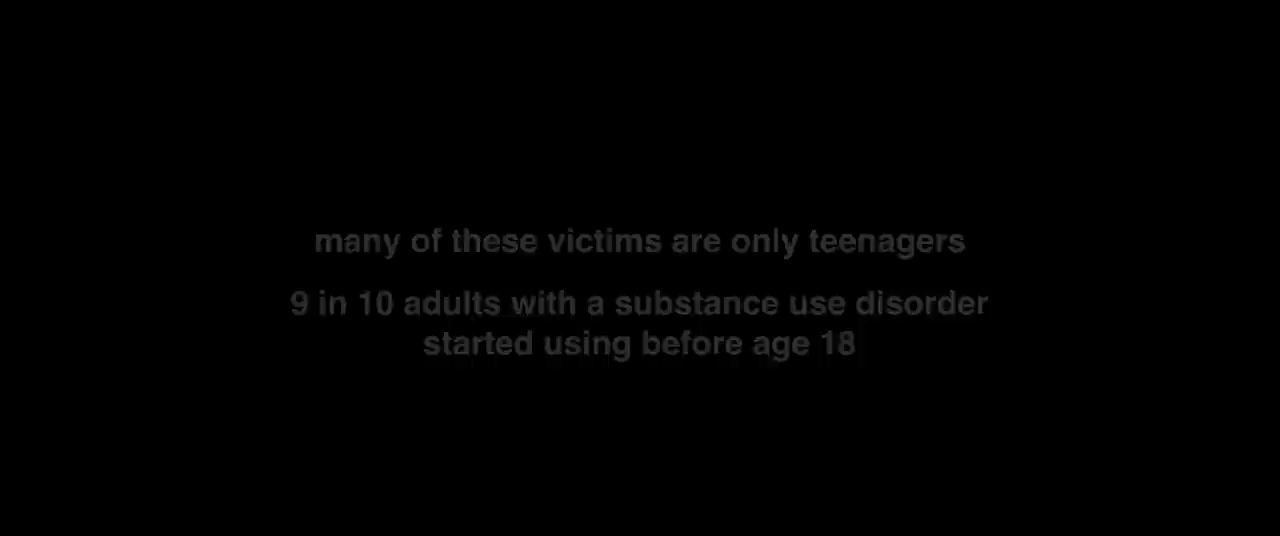 many of these victims are only teenagers
9 in 10 adults with a substance use disorder
started using before age 18